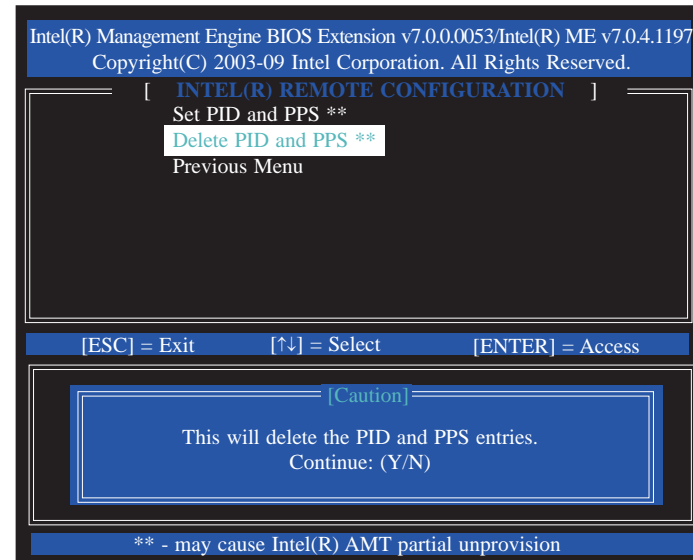 Intel(R) Management Engine BIOS Extension v7.0.0.0053/Intel(R) ME v7.0.4.1197
Copyright(C) 2003-09 Intel Corporation. All Rights Reserved.
[ INTEL(R) REMOTE CONFIGURATION ]
Set PID and PPS **
Delete PID and PPS **
Previous Menu
[ESC] = Exit [↑↓] = Select [ENTER] = Access
[Caution]
This will delete the PID and PPS entries.
Continue: (Y/N)
** - may cause Intel(R) AMT partial unprovision